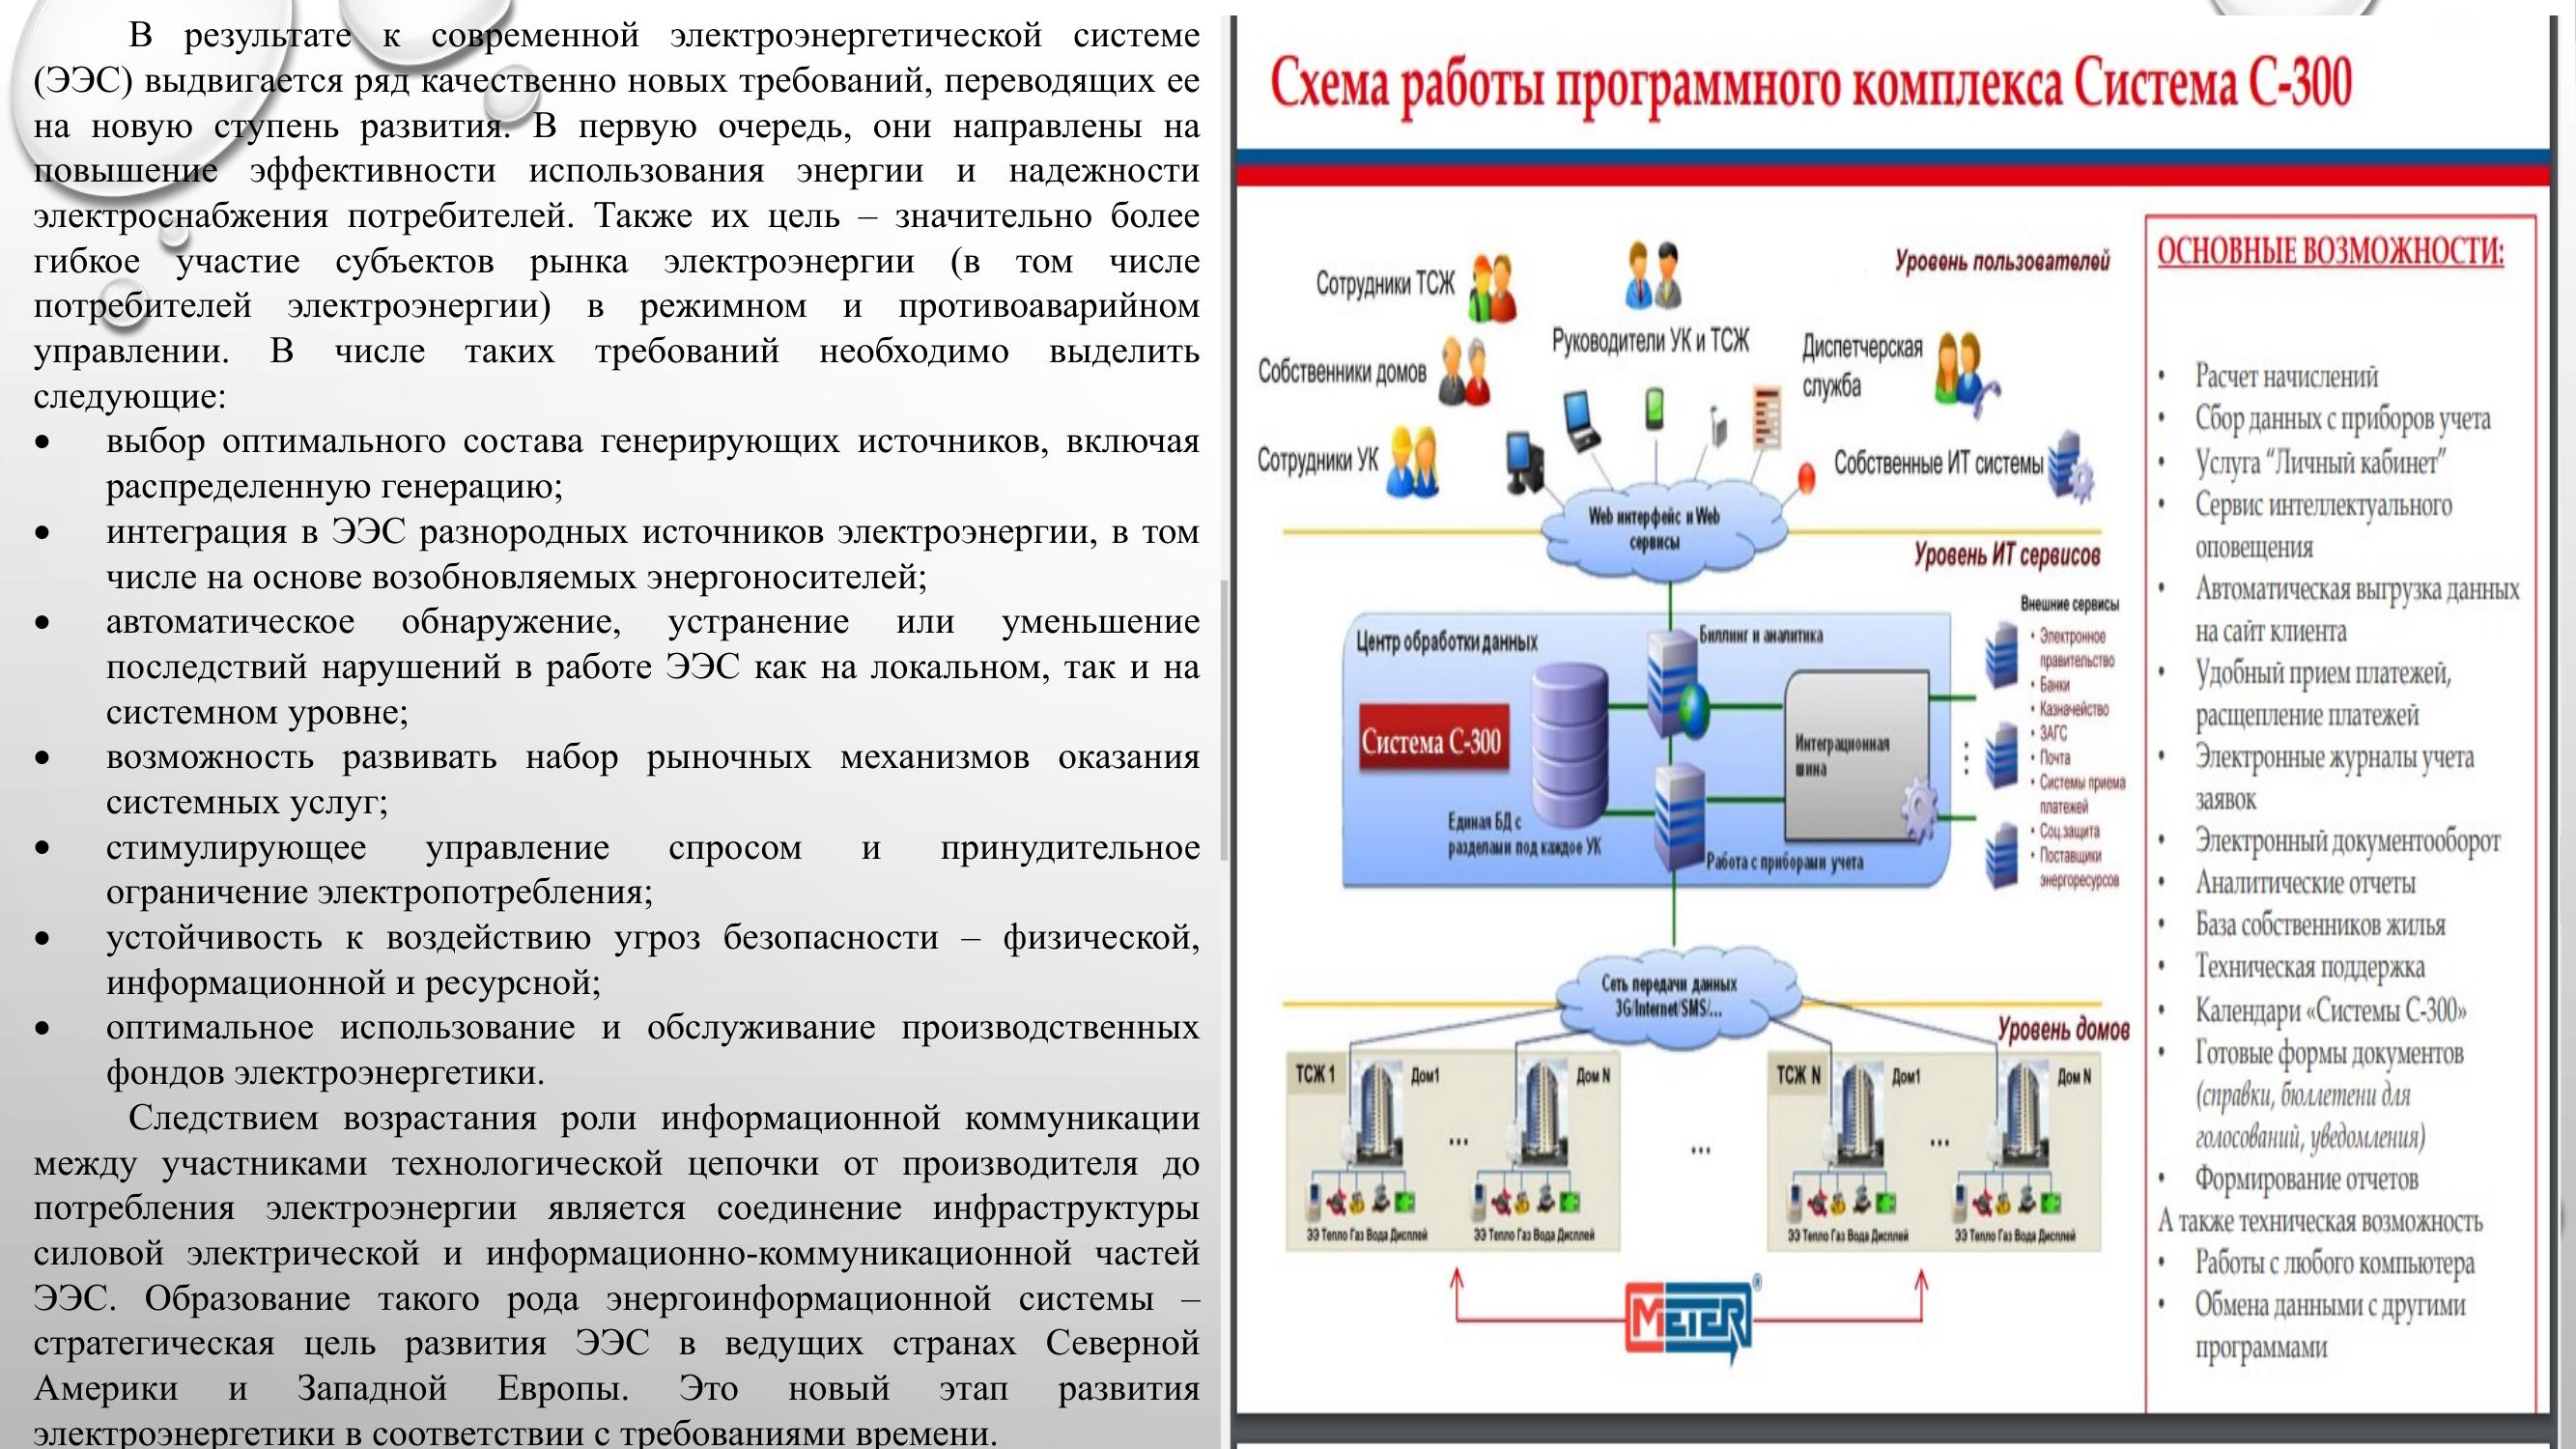 В результате к современной электроэнергетической системе
(ЭЭС) выдвигается ряд качественно новых требований, переводящих ее
на новую ступень развития. В первую очередь, они направлены на
повышение эффективности использования энергии и надежности
электроснабжения потребителей. Также их цель – значительно более
гибкое участие субъектов рынка электроэнергии (в том числе
потребителей электроэнергии) в режимном и противоаварийном
управлении. В числе таких требований необходимо выделить
следующие:
• выбор оптимального состава генерирующих источников, включая
распределенную генерацию;
• интеграция в ЭЭС разнородных источников электроэнергии, в том
числе на основе возобновляемых энергоносителей;
• автоматическое обнаружение, устранение или уменьшение
последствий нарушений в работе ЭЭС как на локальном, так и на
системном уровне;
• возможность развивать набор рыночных механизмов оказания
системных услуг;
• стимулирующее управление спросом и принудительное
ограничение электропотребления;
• устойчивость к воздействию угроз безопасности – физической,
информационной и ресурсной;
• оптимальное использование и обслуживание производственных
фондов электроэнергетики.
Следствием возрастания роли информационной коммуникации
между участниками технологической цепочки от производителя до
потребления электроэнергии является соединение инфраструктуры
силовой электрической и информационно-коммуникационной частей
ЭЭС. Образование такого рода энергоинформационной системы –
стратегическая цель развития ЭЭС в ведущих странах Северной
Америки и Западной Европы. Это новый этап развития
электроэнергетики в соответствии с требованиями времени.
Схема работы программного комплекса Система С-300
Уровень пользователей
Сотрудники ТСЖ
Руководители УК и ТСЖ
Диспетчерская
служба
Собственники домов
Сотрудники УК
Собственные ИТ системы
Web интерфейс и Web
сервисы
Уровень ИТ сервисов
Центр обработки данных
Биллинг и аналитика
Система С-300
Интеграционная
шина
Единая БД с
разделами под каждое УК
Работа с приборами учета
Внешние сервисы
• Электронное
правительство
• Банки
• Казначейство
• ЗАГС
• Почта
• Системы приема
платежей
• Соц.защита
• Поставщики
энергоресурсов
Сеть передачи данных
3G/Internet/SMS/...
Уровень домов
ТСЖ 1 Дом1 ... Дом N
ЭЭ Тепло Газ Вода Дисплей
ЭЭ Тепло Газ Вода Дисплей
...
ТСЖ N Дом1 ... Дом N
ЭЭ Тепло Газ Вода Дисплей
ЭЭ Тепло Газ Вода Дисплей
METER®
ОСНОВНЫЕ ВОЗМОЖНОСТИ:
• Расчет начислений
• Сбор данных с приборов учета
• Услуга “Личный кабинет”
• Сервис интеллектуального
оповещения
• Автоматическая выгрузка данных
на сайт клиента
• Удобный прием платежей,
расщепление платежей
• Электронные журналы учета
заявок
• Электронный документооборот
• Аналитические отчеты
• База собственников жилья
• Техническая поддержка
• Календари «Системы С-300»
• Готовые формы документов
(справки, бюллетени для
голосований, уведомления)
• Формирование отчетов
А также техническая возможность
• Работы с любого компьютера
• Обмена данными с другими
программами